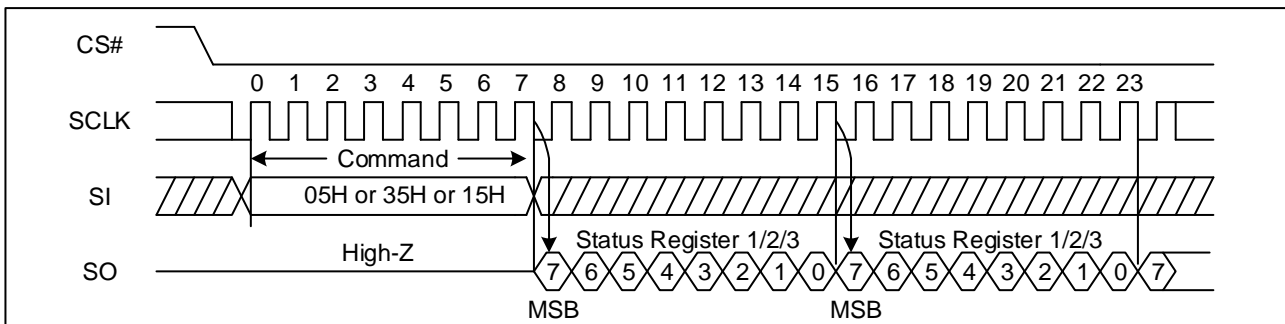 CS#
0 1 2 3 4 5 6 7 8 9 10 11 12 13 14 15 16 17 18 19 20 21 22 23
SCLK
Command
SI
05H or 35H or 15H
High-Z
Status Register 1/2/3
Status Register 1/2/3
SO
7 6 5 4 3 2 1 0 7 6 5 4 3 2 1 0 7
MSB
MSB